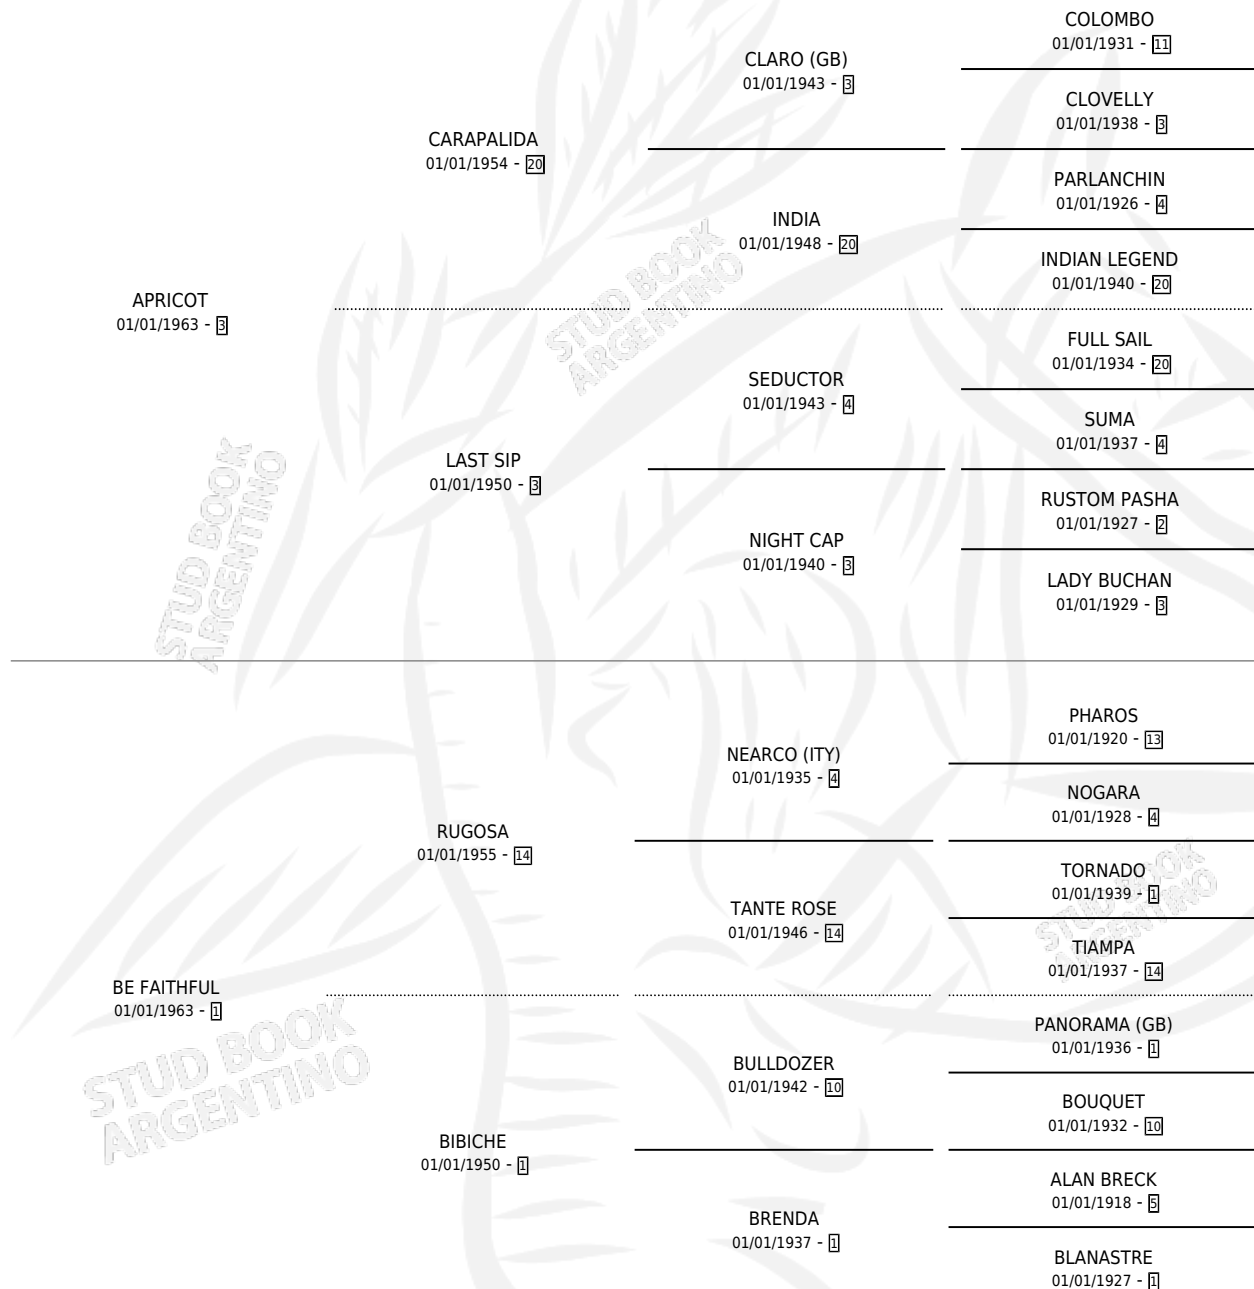 COLOMBO
01/01/1931 - 11
CLARO (GB)
01/01/1943 - 3
CLOVELLY
01/01/1938 - 3
CARAPALIDA
01/01/1954 - 20
PARLANCHIN
01/01/1926 - 4
INDIA
01/01/1948 - 20
INDIAN LEGEND
01/01/1940 - 20
APRICOT
01/01/1963 - 3
FULL SAIL
01/01/1934 - 20
SEDUCTOR
01/01/1943 - 4
SUMA
01/01/1937 - 4
LAST SIP
01/01/1950 - 3
RUSTOM PASHA
01/01/1927 - 2
NIGHT CAP
01/01/1940 - 3
LADY BUCHAN
01/01/1929 - 3
STUD BOOK
ARGENTINO
STUD BOOK
ARGENTINO
PHAROS
01/01/1920 - 13
NEARCO (ITY)
01/01/1935 - 4
NOGARA
01/01/1928 - 4
RUGOSA
01/01/1955 - 14
TORNADO
01/01/1939 - 1
TANTE ROSE
01/01/1946 - 14
TIAMPA
01/01/1937 - 14
BE FAITHFUL
01/01/1963 - 1
PANORAMA (GB)
01/01/1936 - 1
BULLDOZER
01/01/1942 - 10
BOUQUET
01/01/1932 - 10
BIBICHE
01/01/1950 - 1
ALAN BRECK
01/01/1918 - 5
BRENDA
01/01/1937 - 1
BLANASTRE
01/01/1927 - 1
STUD BOOK
ARGENTINO
STUD BOOK
ARGENTINO